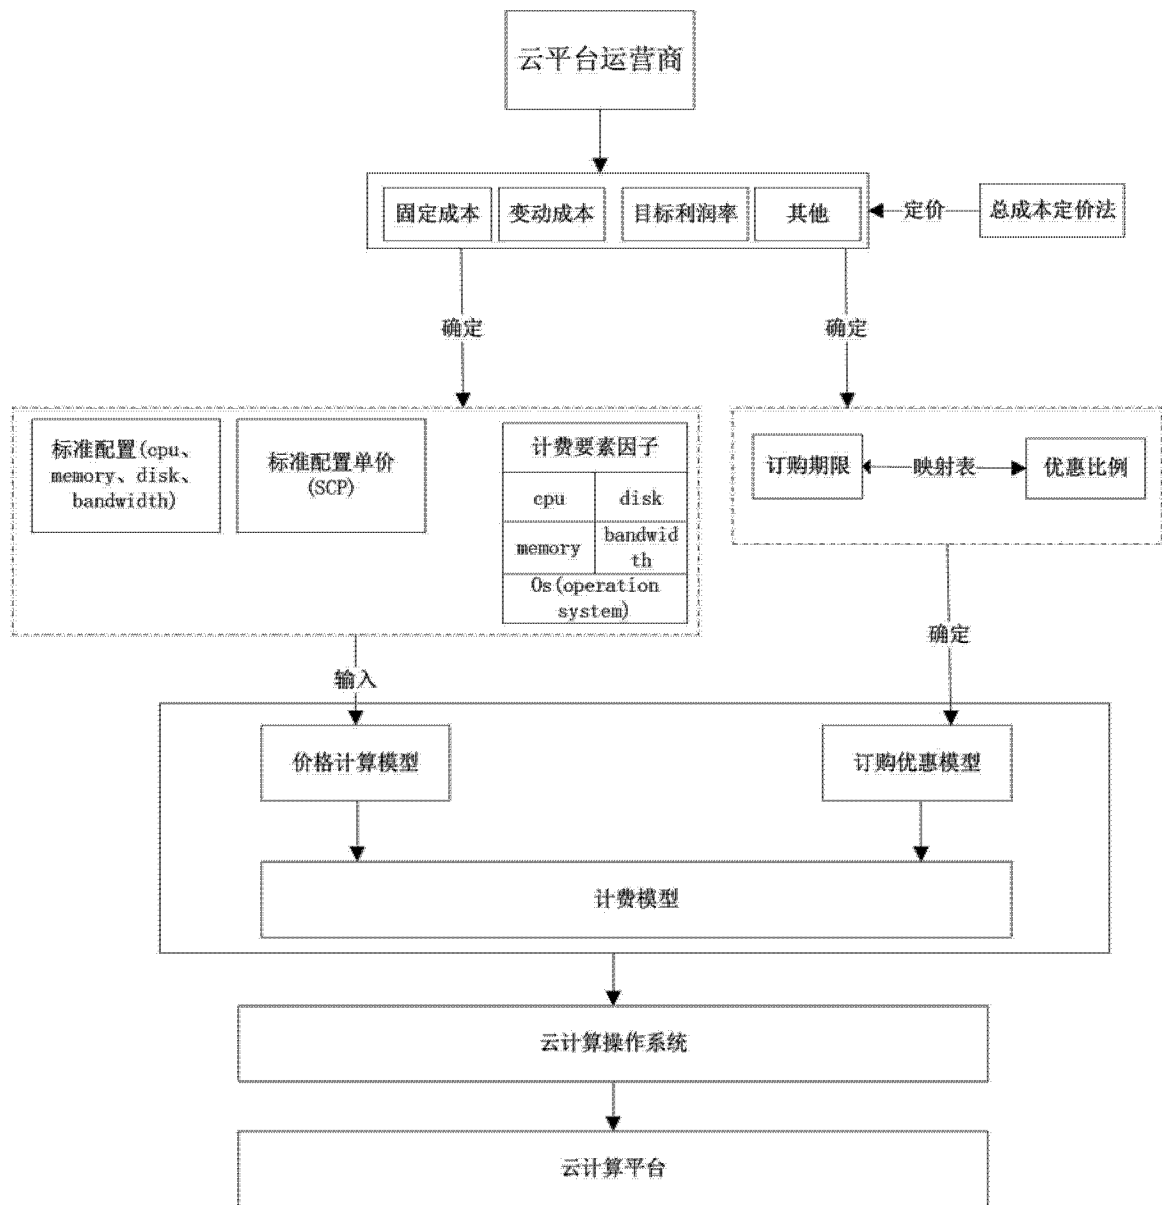 云平台运营商
固定成本
变动成本
目标利润率
其他
定价
总成本定价法
确定
确定
标准配置(cpu、
memory、disk、
bandwidth)
标准配置单价
(SCP)
计费要素因子
cpu
disk
memory
bandwid
th
Os(operation
system)
订购期限
映射表
优惠比例
输入
确定
价格计算模型
订购优惠模型
计费模型
云计算操作系统
云计算平台